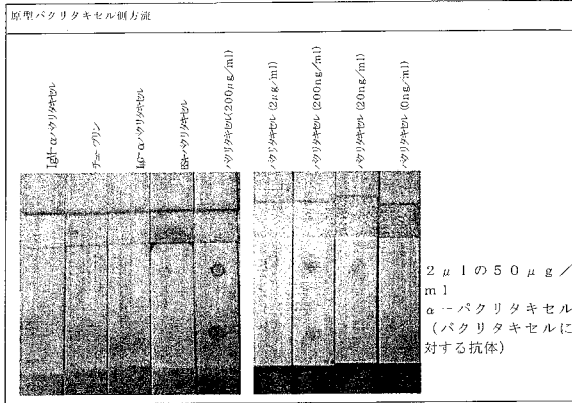 原型パクリタキセル側方流
IgM-αパクリタキセル
チューブリン
IgG-αパクリタキセル
BSA-パクリタキセル
パクリタキセル(200μg/ml)
パクリタキセル(2μg/ml)
パクリタキセル(200ng/ml)
パクリタキセル(20ng/ml)
パクリタキセル(0ng/ml)
2μlの50μg/
ml
α-パクリタキセル
(パクリタキセルに
対する抗体)